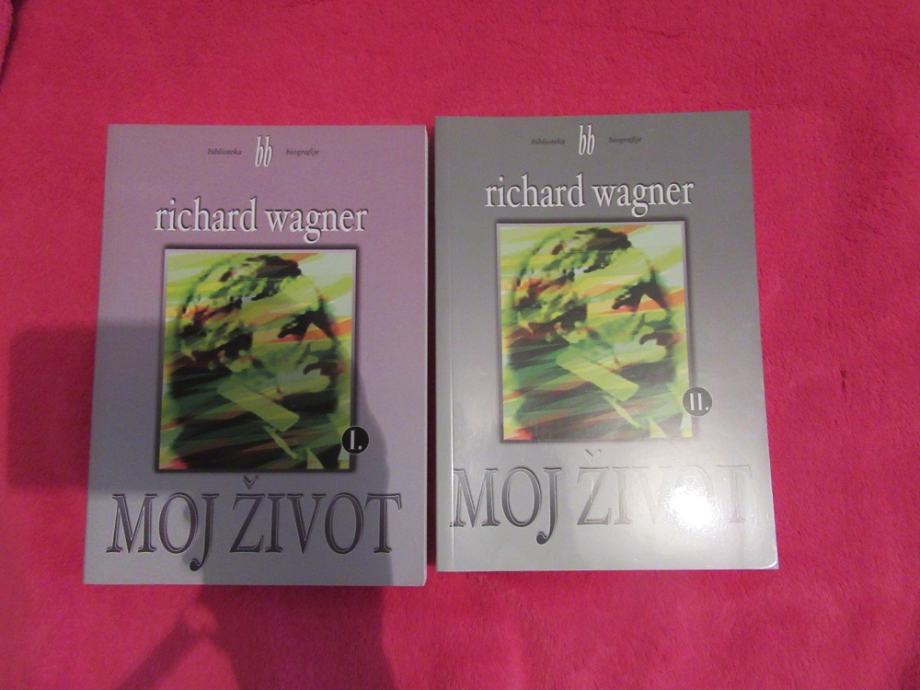 biblioteka bb biografije
richard wagner
I.
MOJ ŽIVOT
biblioteka bb biografije
richard wagner
II.
MOJ ŽIVOT